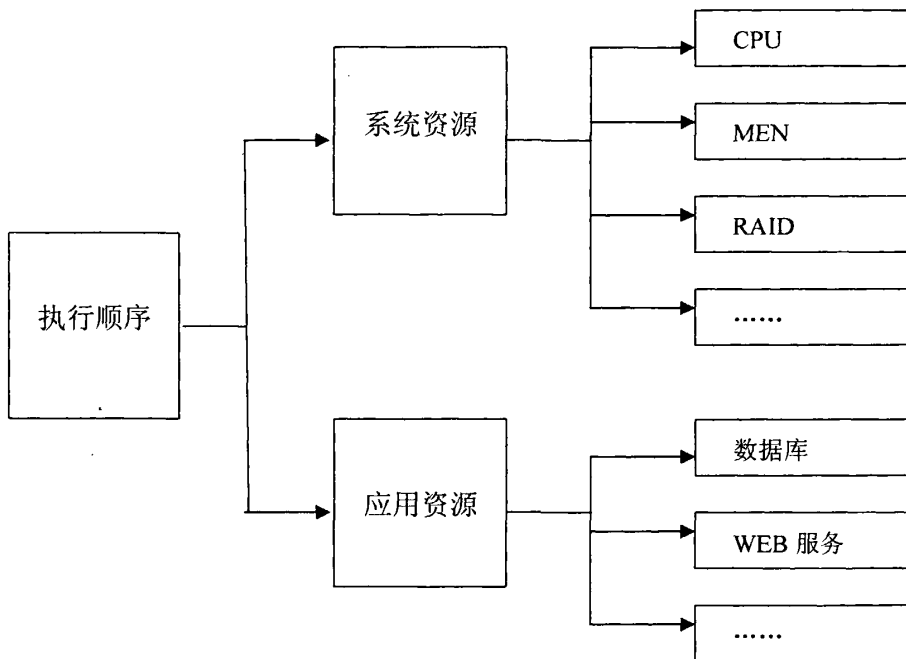 CPU
系统资源
MEN
RAID
执行顺序
……
数据库
应用资源
WEB 服务
……